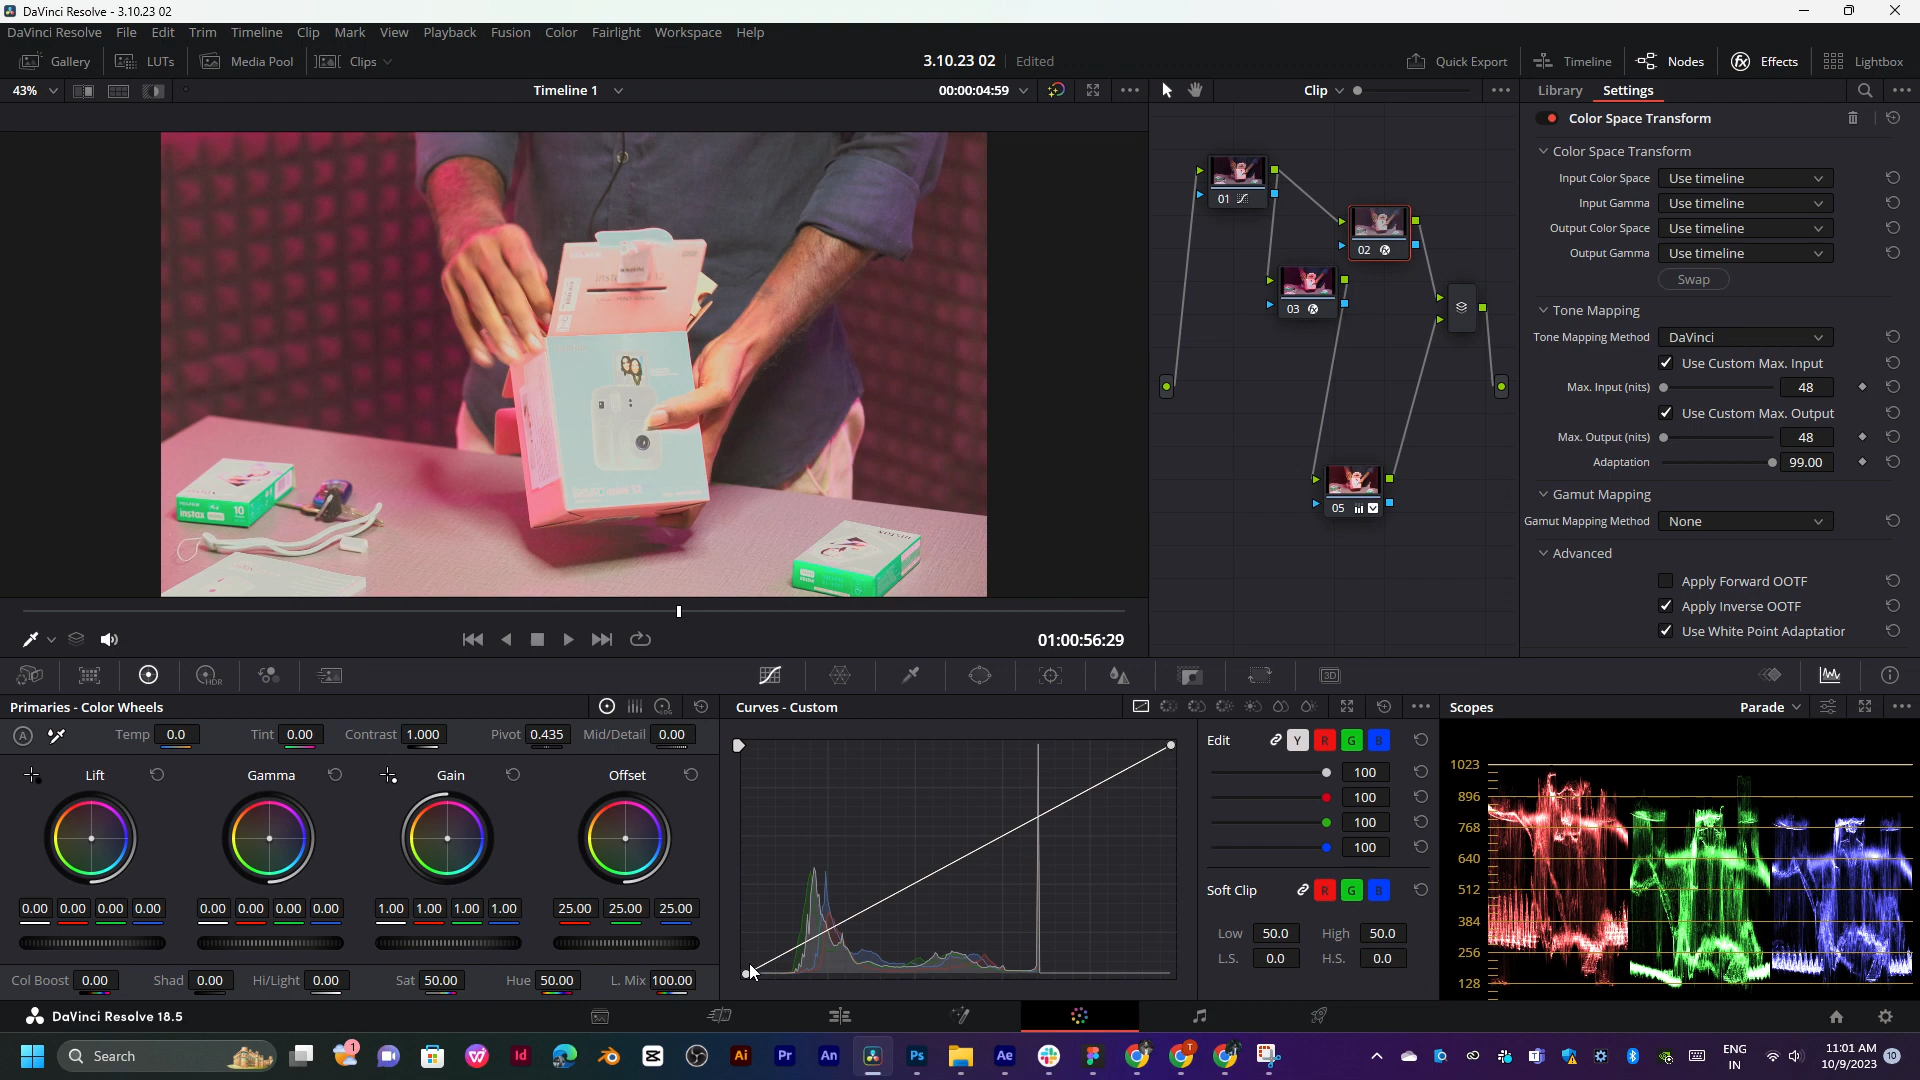 DaVinci Resolve - 3.10.23 02
DaVinci Resolve File Edit Trim Timeline Clip Mark View Playback Fusion Color Fairlight Workspace Help
Gallery LUTs Media Pool Clips 3.10.23 02 Edited Quick Export Timeline Nodes Effects Lightbox
43% Timeline 1 00:00:04:59 Clip Library Settings
Color Space Transform
Color Space Transform
Input Color Space Use timeline
Input Gamma Use timeline
Output Color Space Use timeline
Output Gamma Use timeline
Swap
Tone Mapping
Tone Mapping Method DaVinci
Use Custom Max. Input
Max. Input (nits) 48
Use Custom Max. Output
Max. Output (nits) 48
Adaptation 99.00
Gamut Mapping
Gamut Mapping Method None
Advanced
Apply Forward OOTF
Apply Inverse OOTF
Use White Point Adaptation
01
02
03
05
instax
10
01:00:56:29
HDR
3D
Primaries - Color Wheels
LOG
A Temp 0.0 Tint 0.00 Contrast 1.000 Pivot 0.435 Mid/Detail 0.00
Lift Gamma Gain Offset
0.00 0.00 0.00 0.00 0.00 0.00 0.00 0.00 1.00 1.00 1.00 1.00 25.00 25.00 25.00
Col Boost 0.00 Shad 0.00 Hi/Light 0.00 Sat 50.00 Hue 50.00 L. Mix 100.00
Curves - Custom
Edit Y R G B
100
100
100
100
Soft Clip R G B
Low 50.0 High 50.0
L.S. 0.0 H.S. 0.0
Scopes Parade
1023
896
768
640
512
384
256
128
DaVinci Resolve 18.5
Search
1
Id
Ai
Pr
An
Ps
Ae
T
ENG
IN
11:01 AM
10/9/2023
10